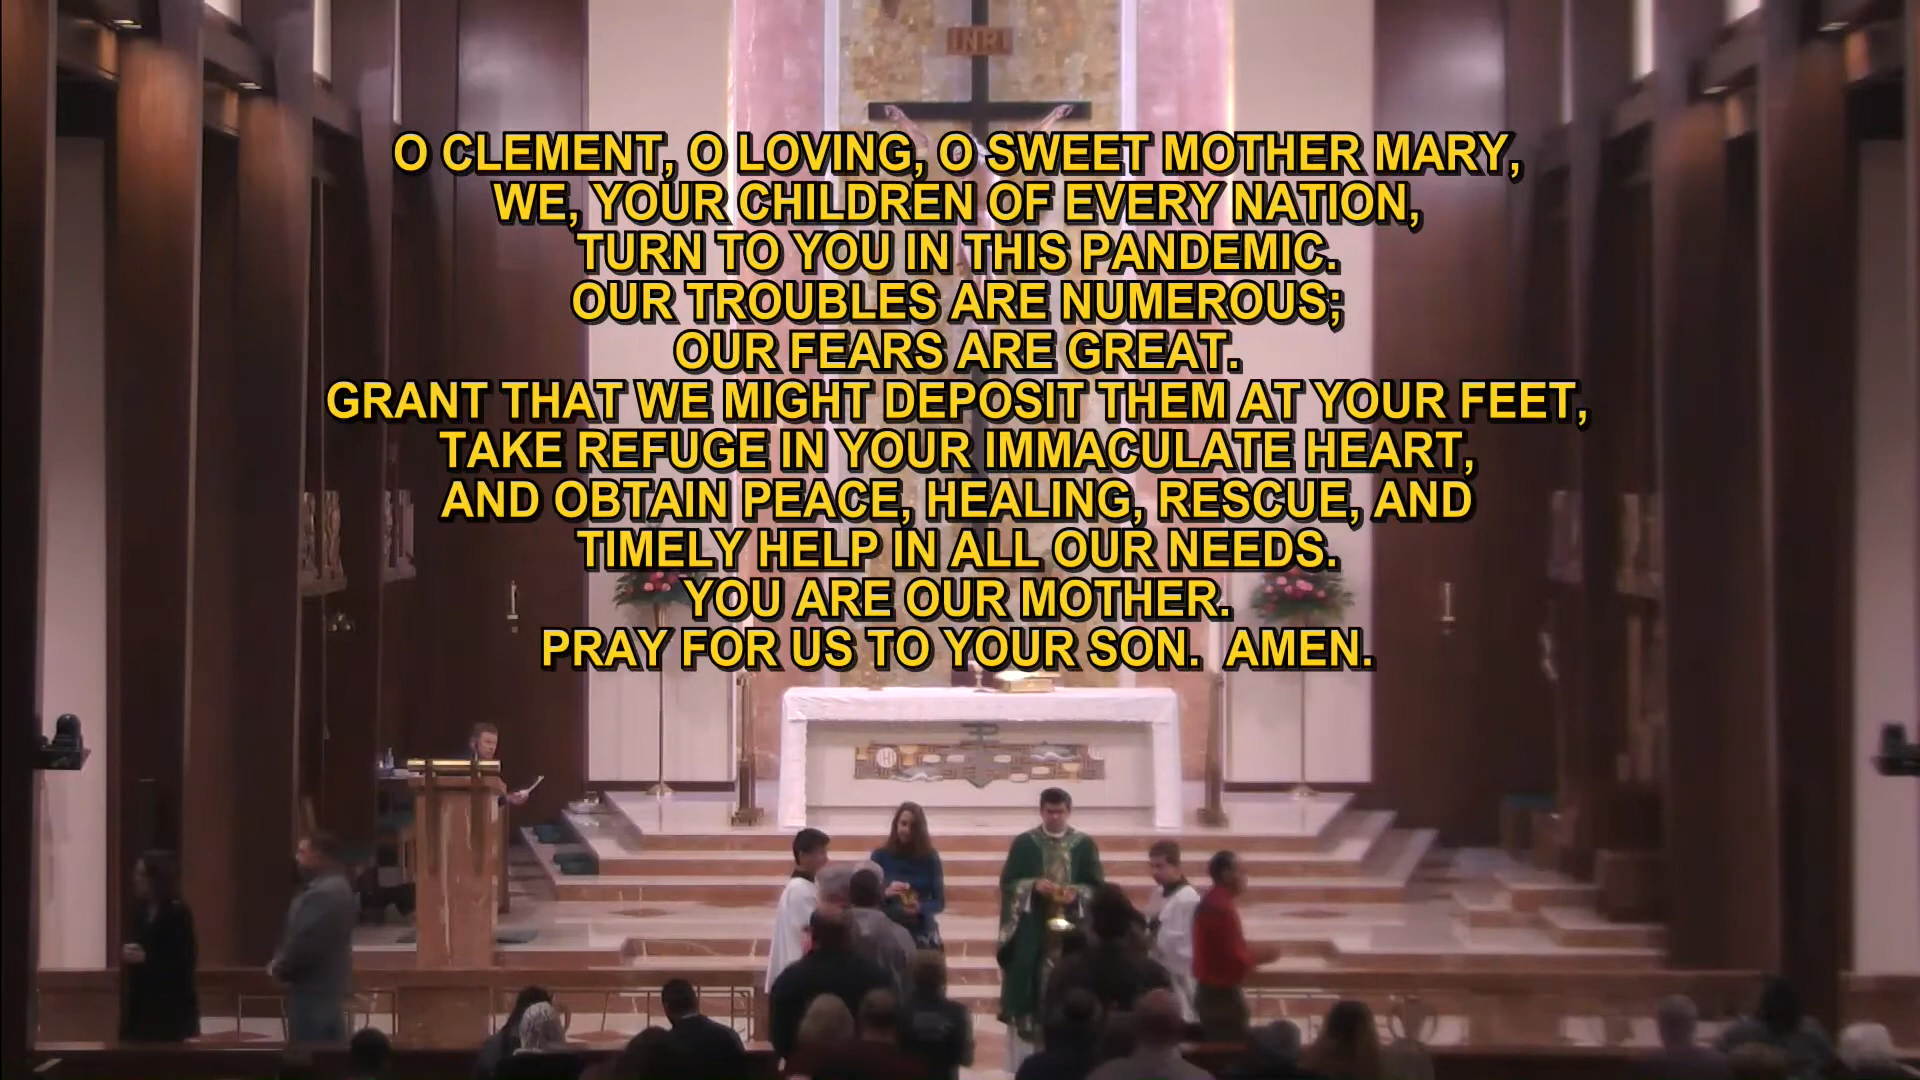 INRI
O CLEMENT, O LOVING, O SWEET MOTHER MARY,
WE, YOUR CHILDREN OF EVERY NATION,
TURN TO YOU IN THIS PANDEMIC.
OUR TROUBLES ARE NUMEROUS;
OUR FEARS ARE GREAT.
GRANT THAT WE MIGHT DEPOSIT THEM AT YOUR FEET,
TAKE REFUGE IN YOUR IMMACULATE HEART,
AND OBTAIN PEACE, HEALING, RESCUE, AND
TIMELY HELP IN ALL OUR NEEDS.
YOU ARE OUR MOTHER.
PRAY FOR US TO YOUR SON.  AMEN.